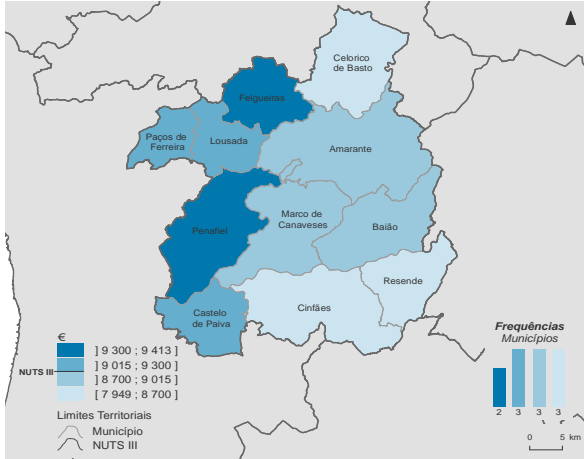 Celorico
de Basto
Felgueiras
Paços de
Ferreira
Lousada
Amarante
Marco de
Canaveses
Baião
Penafiel
Resende
Cinfães
Castelo
de Paiva
€
] 9 300 ; 9 413 ]
] 9 015 ; 9 300 ]
NUTS III
] 8 700 ; 9 015 ]
[ 7 949 ; 8 700 ]
Limites Territoriais
Município
NUTS III
Frequências
Municípios
2 3 3 3
0 5 km